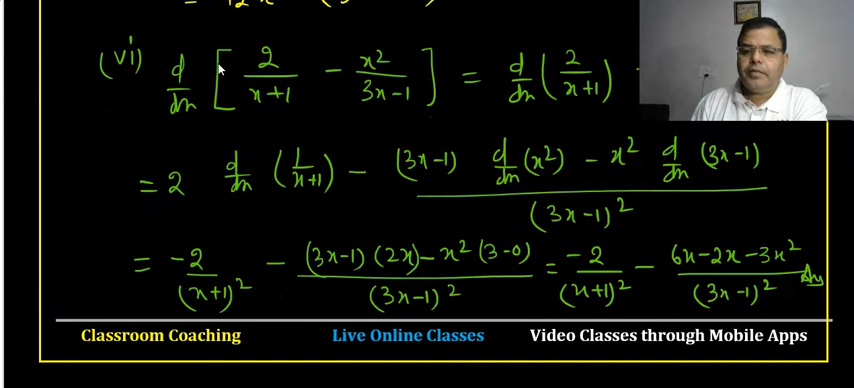 (vi) d/dx [ 2/(x+1) - x²/(3x-1) ] = d/dx ( 2/(x+1) ) -
= 2 d/dx ( 1/(x+1) ) - ( (3x-1) d/dx (x²) - x² d/dx (3x-1) ) / (3x-1)²
= -2/(x+1)² - ( (3x-1) (2x) - x² (3-0) ) / (3x-1)² = -2/(x+1)² - ( 6x-2x-3x² ) / (3x-1)² Ans
Classroom Coaching Live Online Classes Video Classes through Mobile Apps